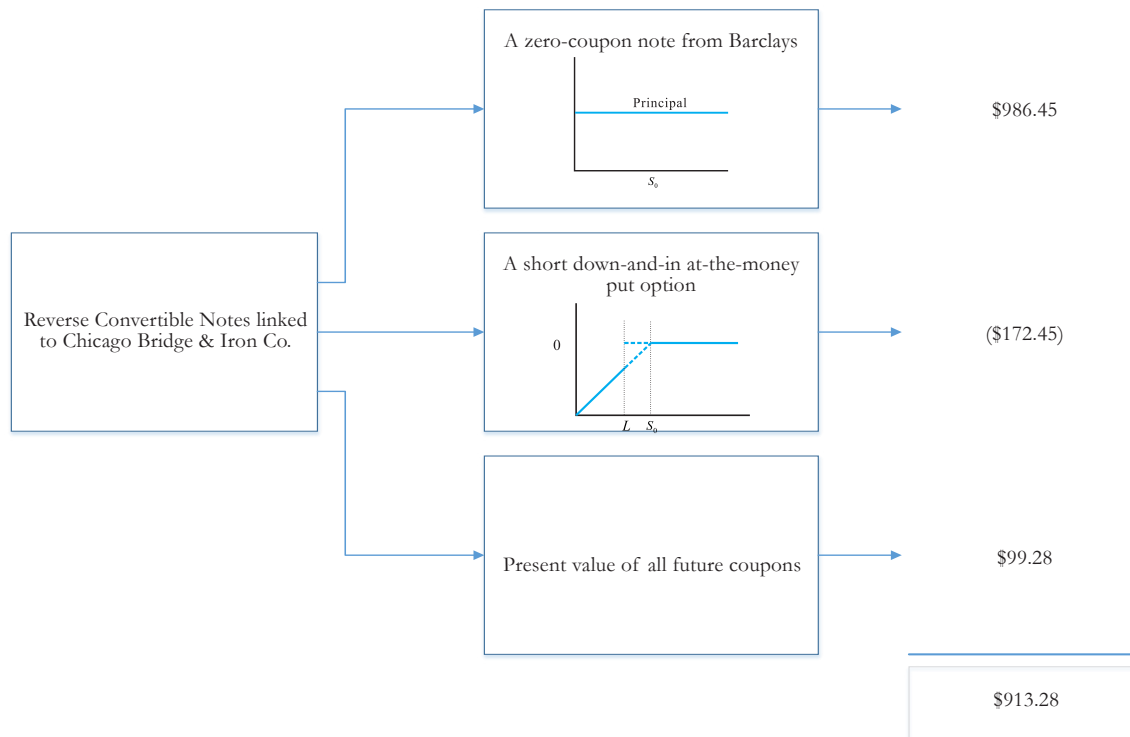 A zero-coupon note from Barclays
Principal
S₀
$986.45
Reverse Convertible Notes linked
to Chicago Bridge & Iron Co.
A short down-and-in at-the-money
put option
0
L S₀
($172.45)
Present value of all future coupons
$99.28
$913.28